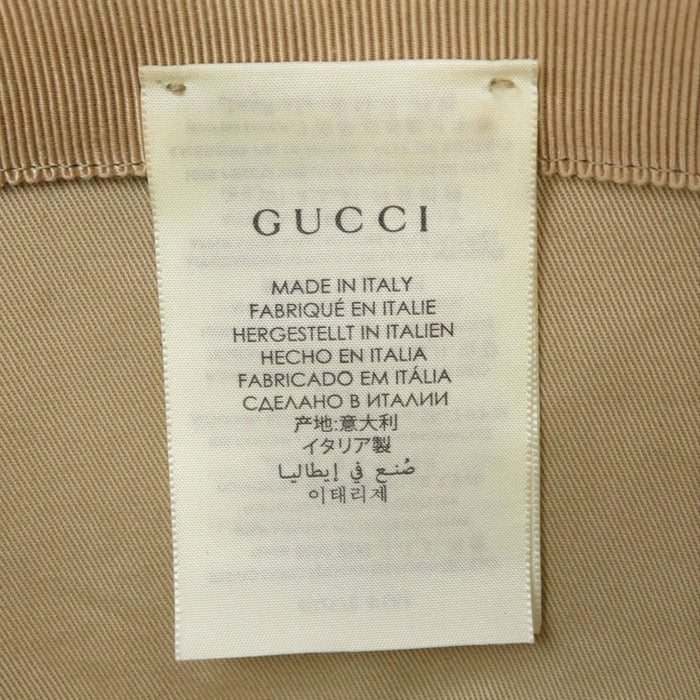 GUCCI
MADE IN ITALY
FABRIQUÉ EN ITALIE
HERGESTELLT IN ITALIEN
HECHO EN ITALIA
FABRICADO EM ITÁLIA
СДЕЛАНО В ИТАЛИИ
产地:意大利
イタリア製
صُنع في إيطاليا
이태리제